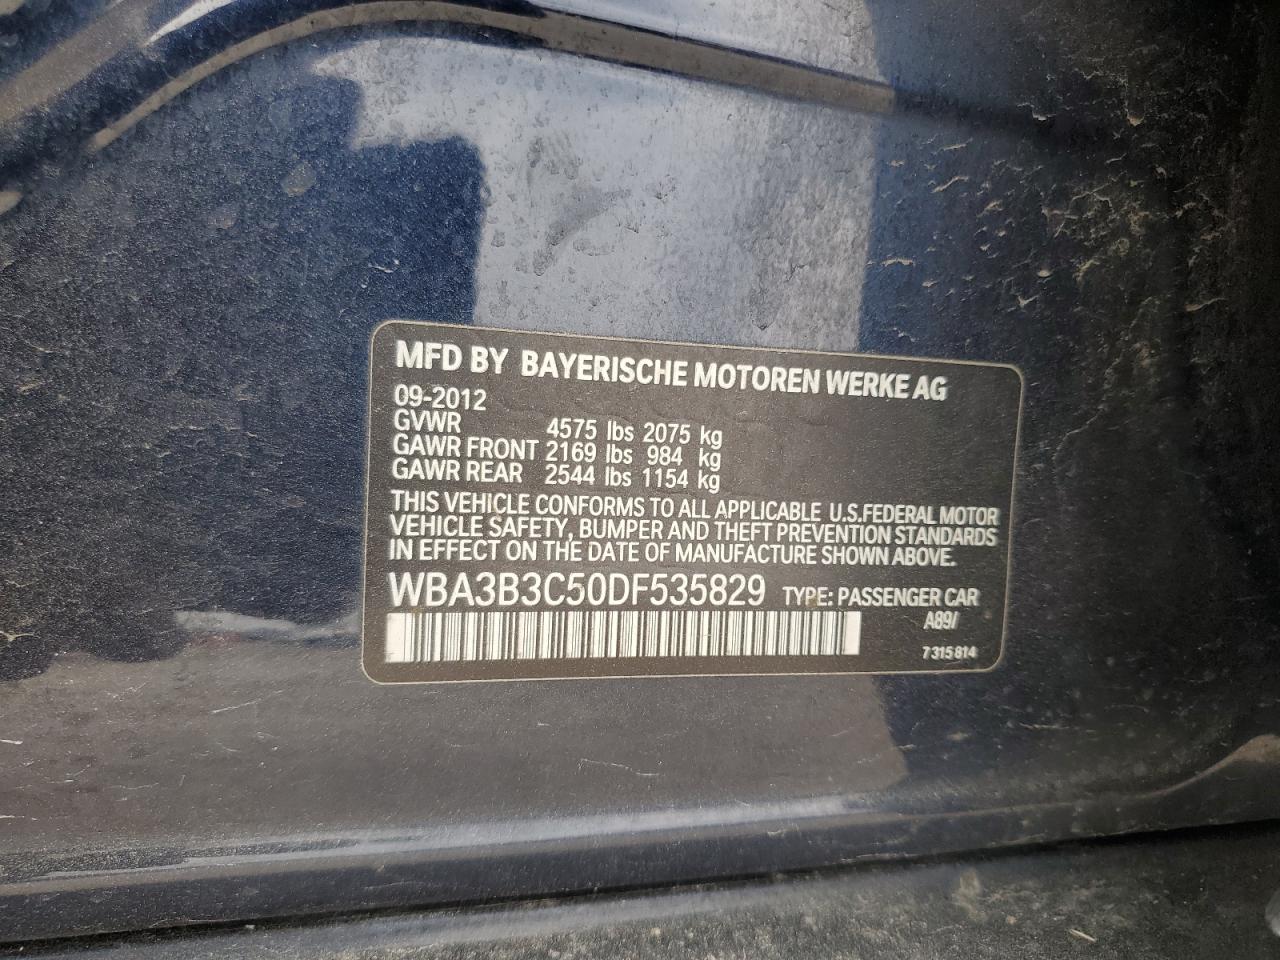 MFD BY BAYERISCHE MOTOREN WERKE AG
09-2012
GVWR 4575 lbs 2075 kg
GAWR FRONT 2169 lbs 984 kg
GAWR REAR 2544 lbs 1154 kg
THIS VEHICLE CONFORMS TO ALL APPLICABLE U.S.FEDERAL MOTOR
VEHICLE SAFETY, BUMPER AND THEFT PREVENTION STANDARDS
IN EFFECT ON THE DATE OF MANUFACTURE SHOWN ABOVE.
WBA3B3C50DF535829 TYPE: PASSENGER CAR
A89/
7 315 814